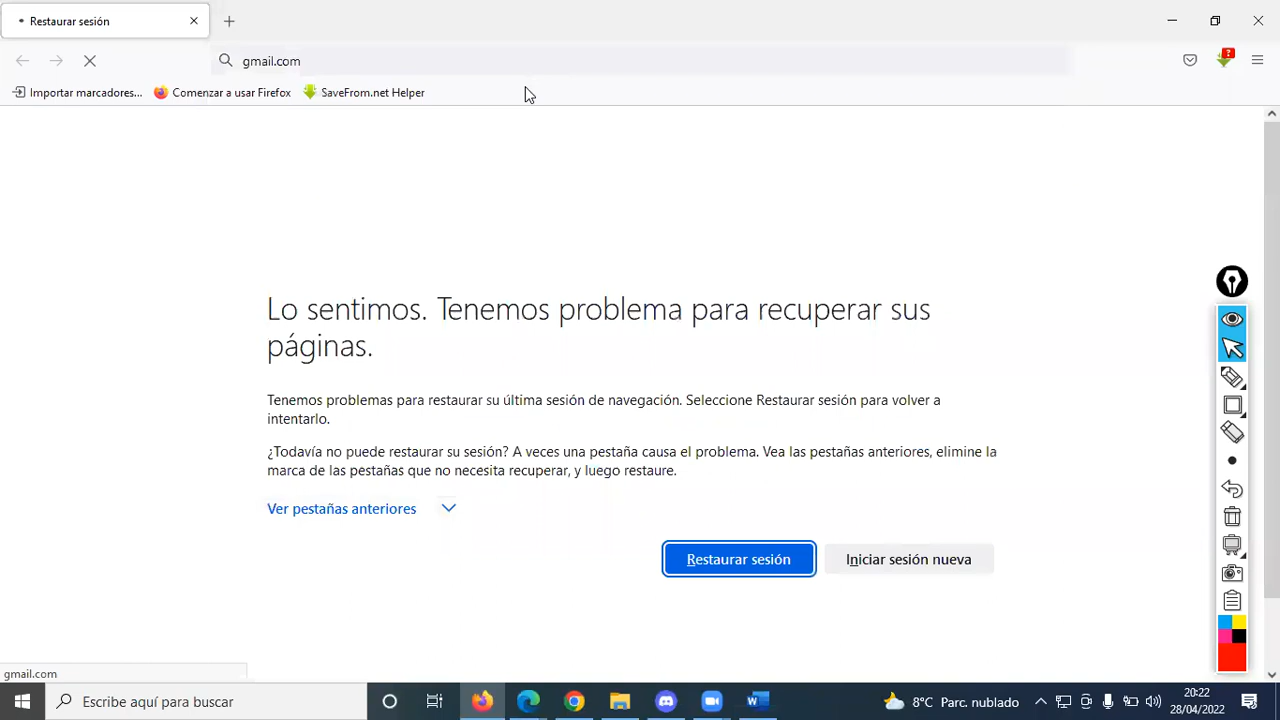 Restaurar sesión
gmail.com
Importar marcadores... Comenzar a usar Firefox SaveFrom.net Helper
Lo sentimos. Tenemos problema para recuperar sus
páginas.
Tenemos problemas para restaurar su última sesión de navegación. Seleccione Restaurar sesión para volver a
intentarlo.
¿Todavía no puede restaurar su sesión? A veces una pestaña causa el problema. Vea las pestañas anteriores, elimine la
marca de las pestañas que no necesita recuperar, y luego restaure.
Ver pestañas anteriores
Restaurar sesión Iniciar sesión nueva
gmail.com
Escribe aquí para buscar
8°C Parc. nublado
20:22
28/04/2022